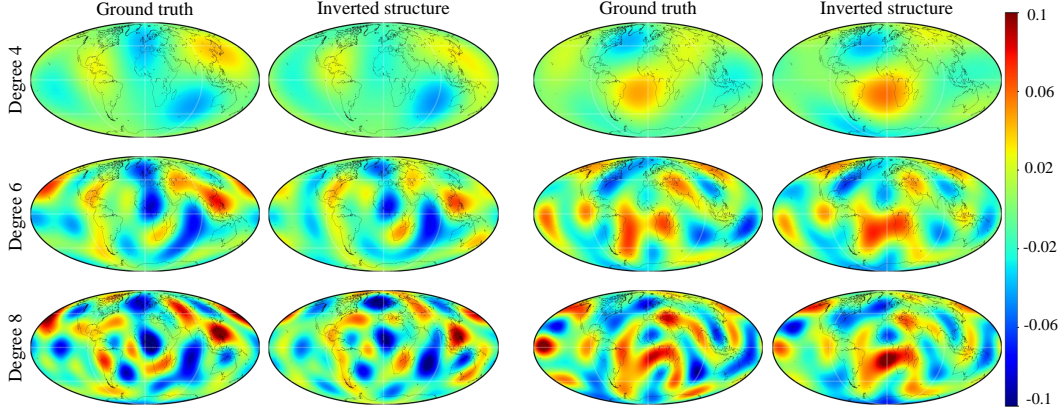 Ground truth
Inverted structure
Ground truth
Inverted structure
Degree 4
Degree 6
Degree 8
0.1
0.06
0.02
-0.02
-0.06
-0.1